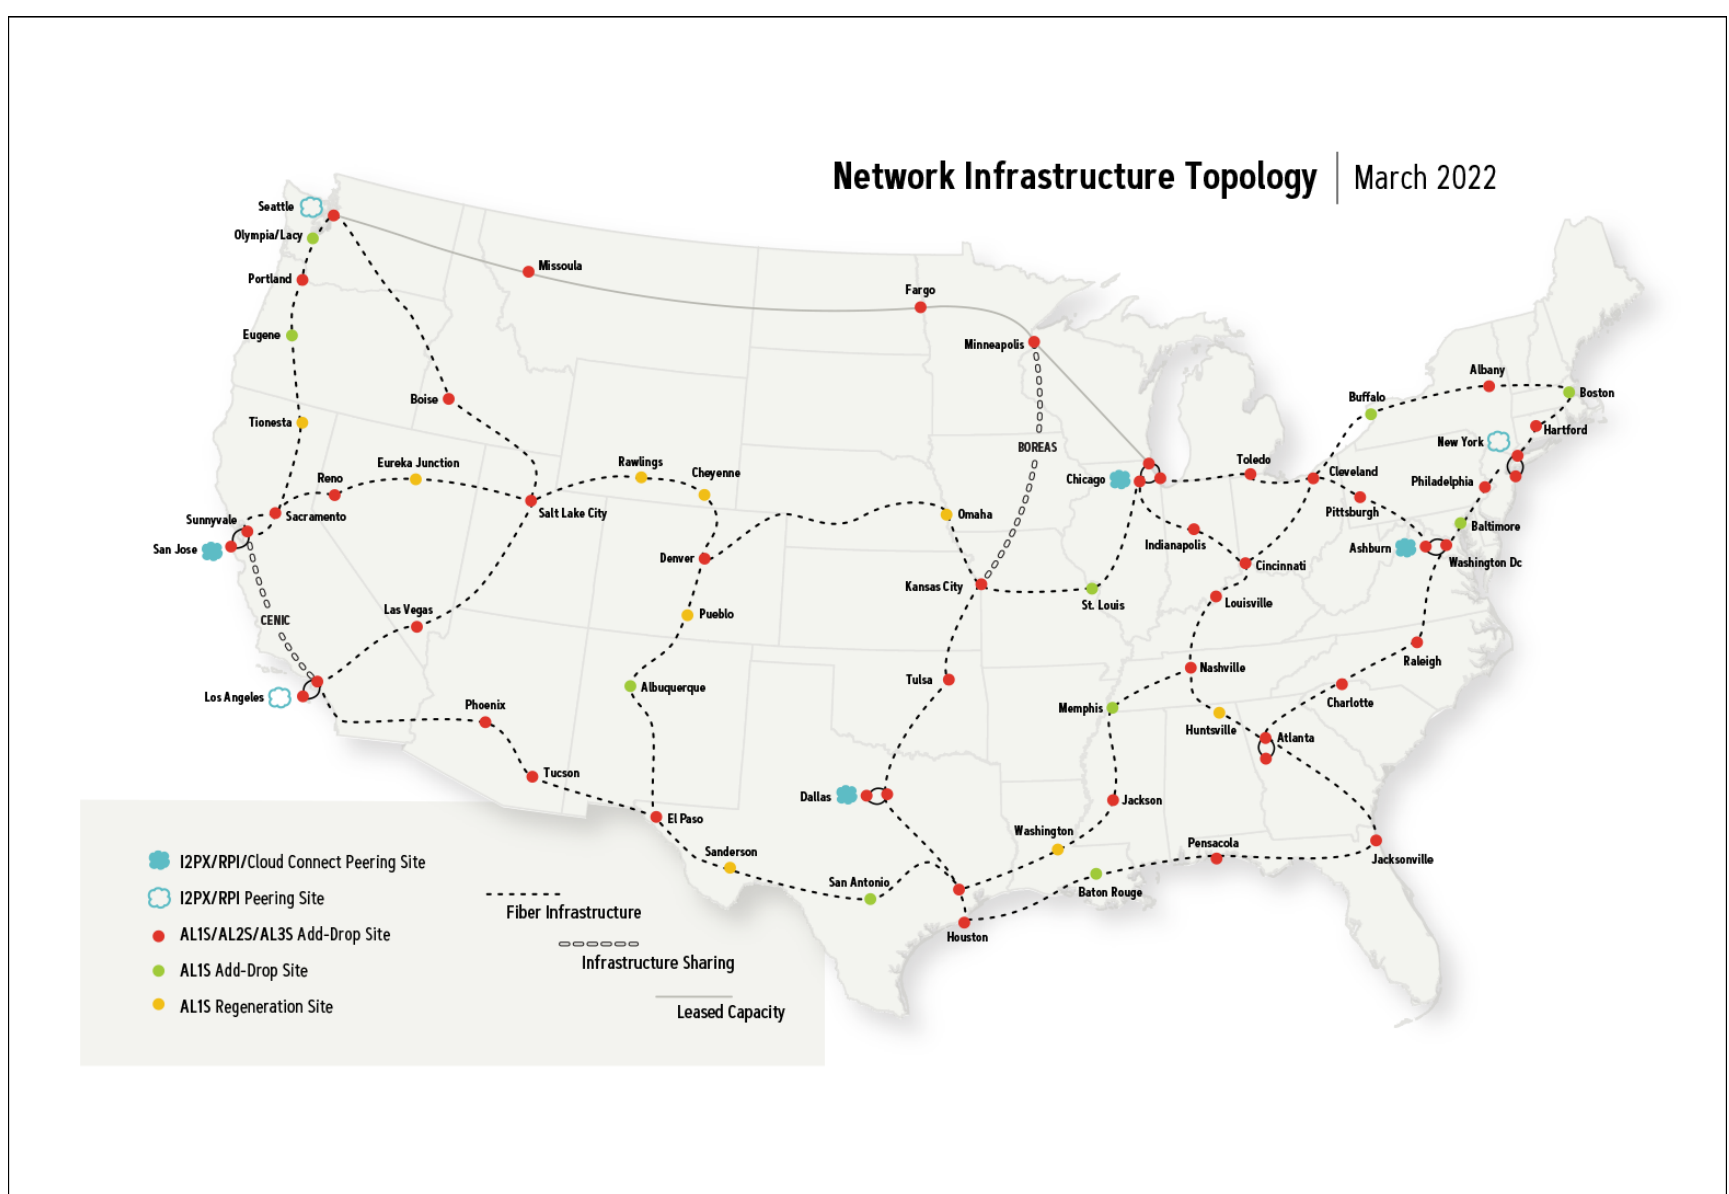 Network Infrastructure Topology | March 2022
Seattle
Olympia/Lacy
Portland
Eugene
Tionesta
Missoula
Fargo
Minneapolis
Boise
Reno
Eureka Junction
Rawlings
Cheyenne
BOREAS
Chicago
Toledo
Cleveland
Buffalo
Albany
Boston
Hartford
New York
Philadelphia
Pittsburgh
Baltimore
Sunnyvale
Sacramento
Salt Lake City
San Jose
Denver
Omaha
Indianapolis
Cincinnati
Ashburn
Washington Dc
CENIC
Las Vegas
Pueblo
Kansas City
St. Louis
Louisville
Raleigh
Los Angeles
Phoenix
Albuquerque
Tulsa
Nashville
Memphis
Charlotte
Huntsville
Atlanta
Tucson
El Paso
Dallas
Jackson
Washington
Sanderson
San Antonio
Baton Rouge
Pensacola
Jacksonville
Houston
I2PX/RPI/Cloud Connect Peering Site
I2PX/RPI Peering Site
AL1S/AL2S/AL3S Add-Drop Site
AL1S Add-Drop Site
AL1S Regeneration Site
Fiber Infrastructure
Infrastructure Sharing
Leased Capacity